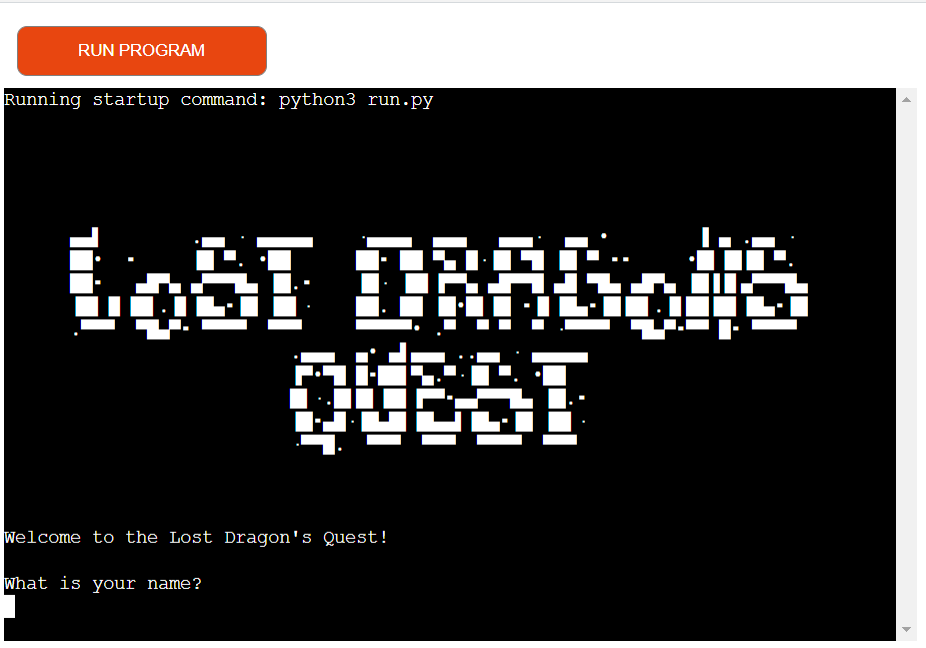 RUN PROGRAM
Running startup command: python3 run.py
LoST DRAGoNS
QUEST
Welcome to the Lost Dragon's Quest!
What is your name?